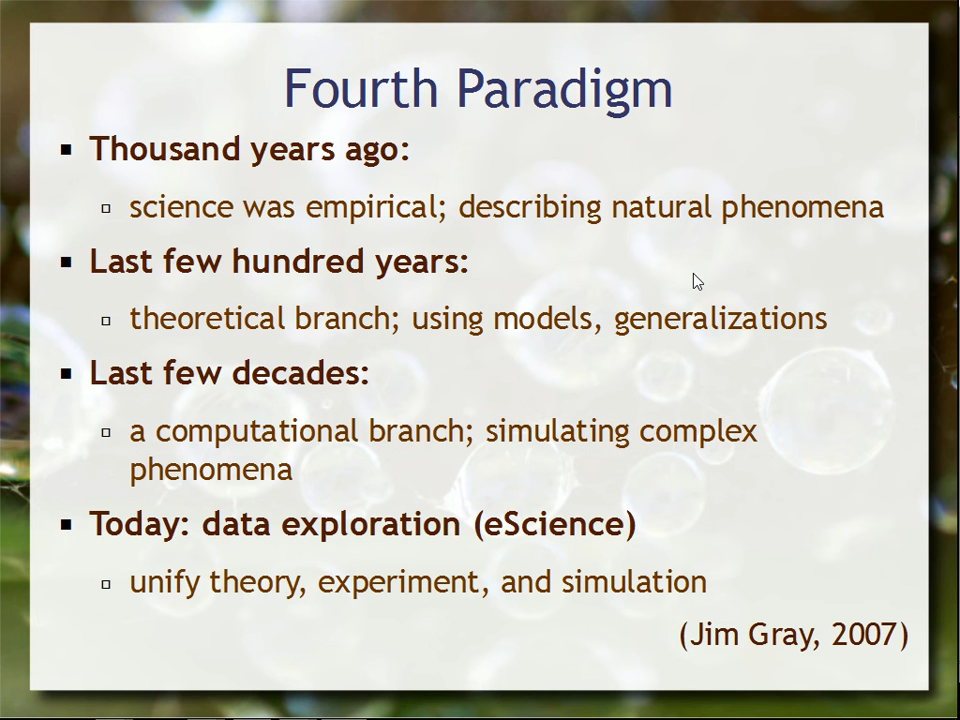 Fourth Paradigm
Thousand years ago:
science was empirical; describing natural phenomena
Last few hundred years:
theoretical branch; using models, generalizations
Last few decades:
a computational branch; simulating complex
phenomena
Today: data exploration (eScience)
unify theory, experiment, and simulation
(Jim Gray, 2007)